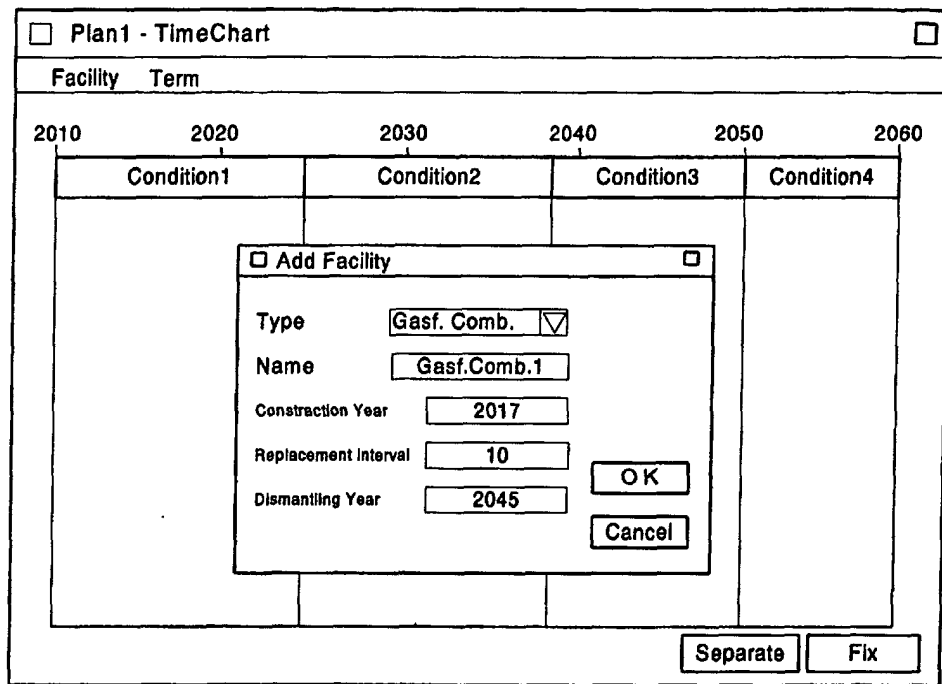 Plan1 - TimeChart
Facility Term
2010 2020 2030 2040 2050 2060
Condition1 Condition2 Condition3 Condition4
Add Facility
Type Gasf. Comb.
Name Gasf.Comb.1
Constraction Year 2017
Replacement Interval 10
OK
Dismantling Year 2045
Cancel
Separate Fix